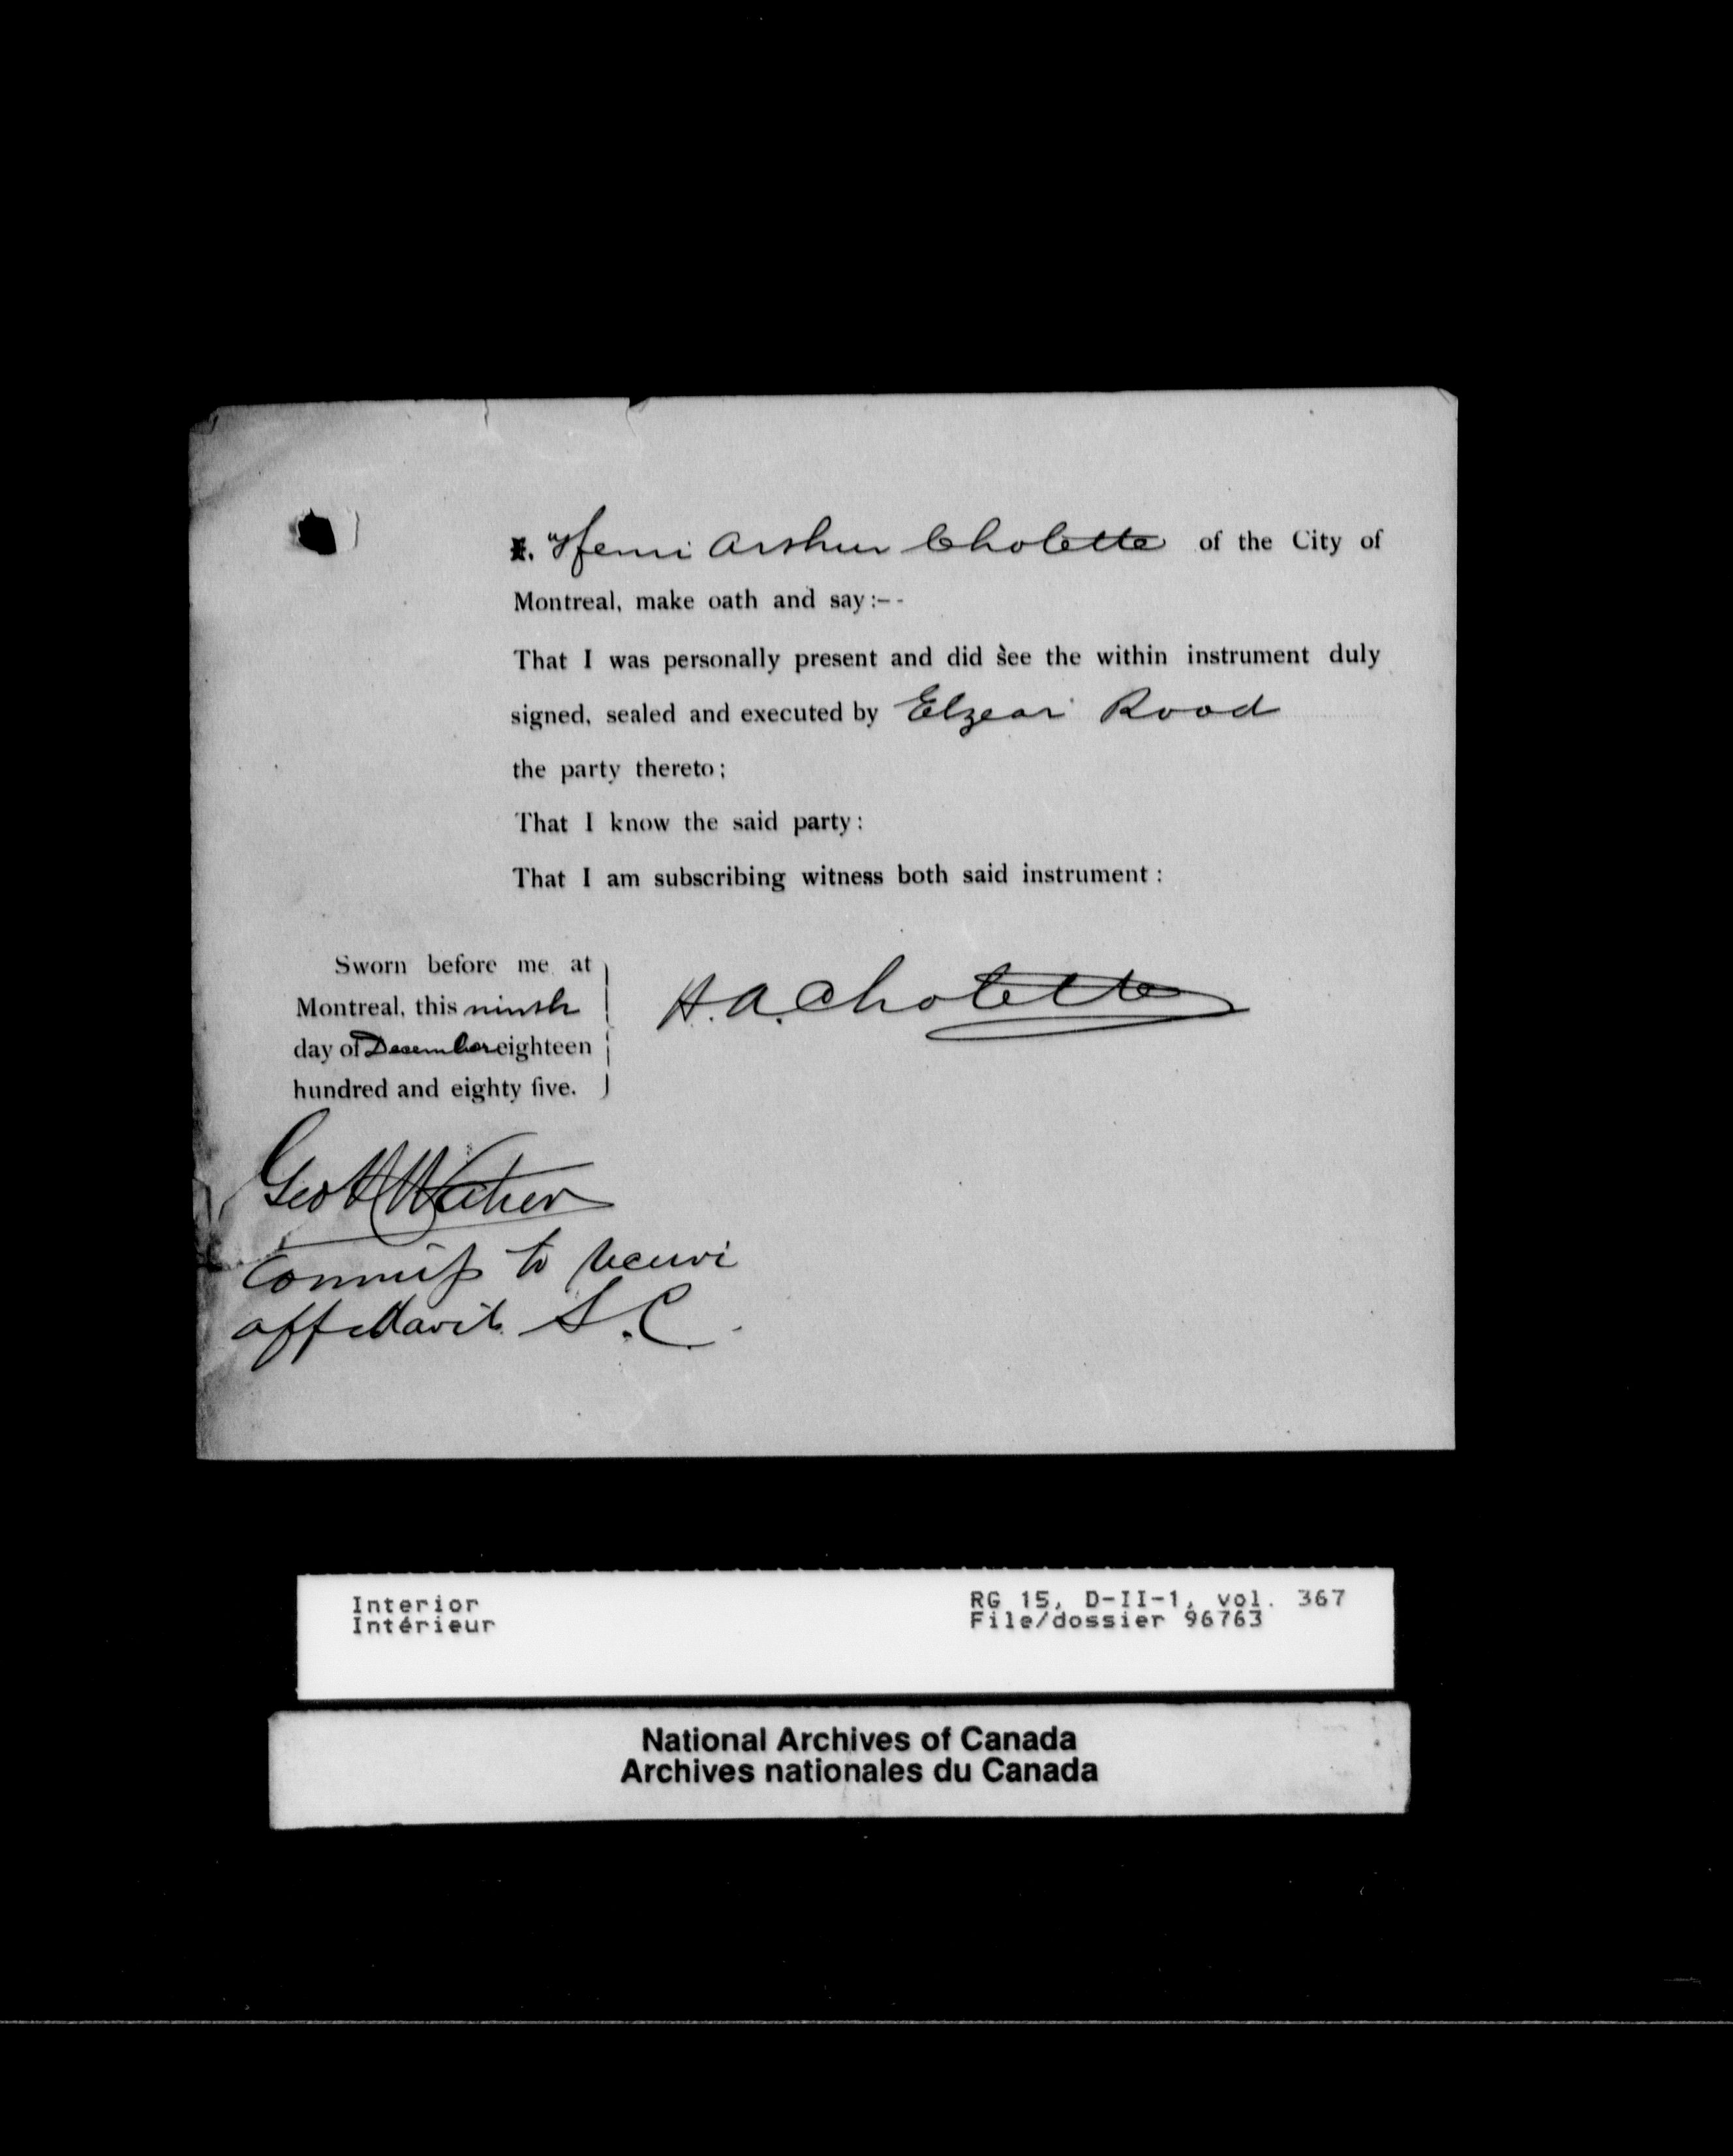 I, Henri Arthur Cholette of the City of
Montreal, make oath and say:--
That I was personally present and did see the within instrument duly
signed, sealed and executed by Elzear Rood
the party thereto;
That I know the said party:
That I am subscribing witness both said instrument:
Sworn before me at
Montreal, this ninth
day of December eighteen
hundred and eighty five.
H.A. Cholette
Geo H
Commiss to receive
affidavit S.C.
Interior
Intérieur
RG 15, D-II-1, vol. 367
File/dossier 96763
National Archives of Canada
Archives nationales du Canada